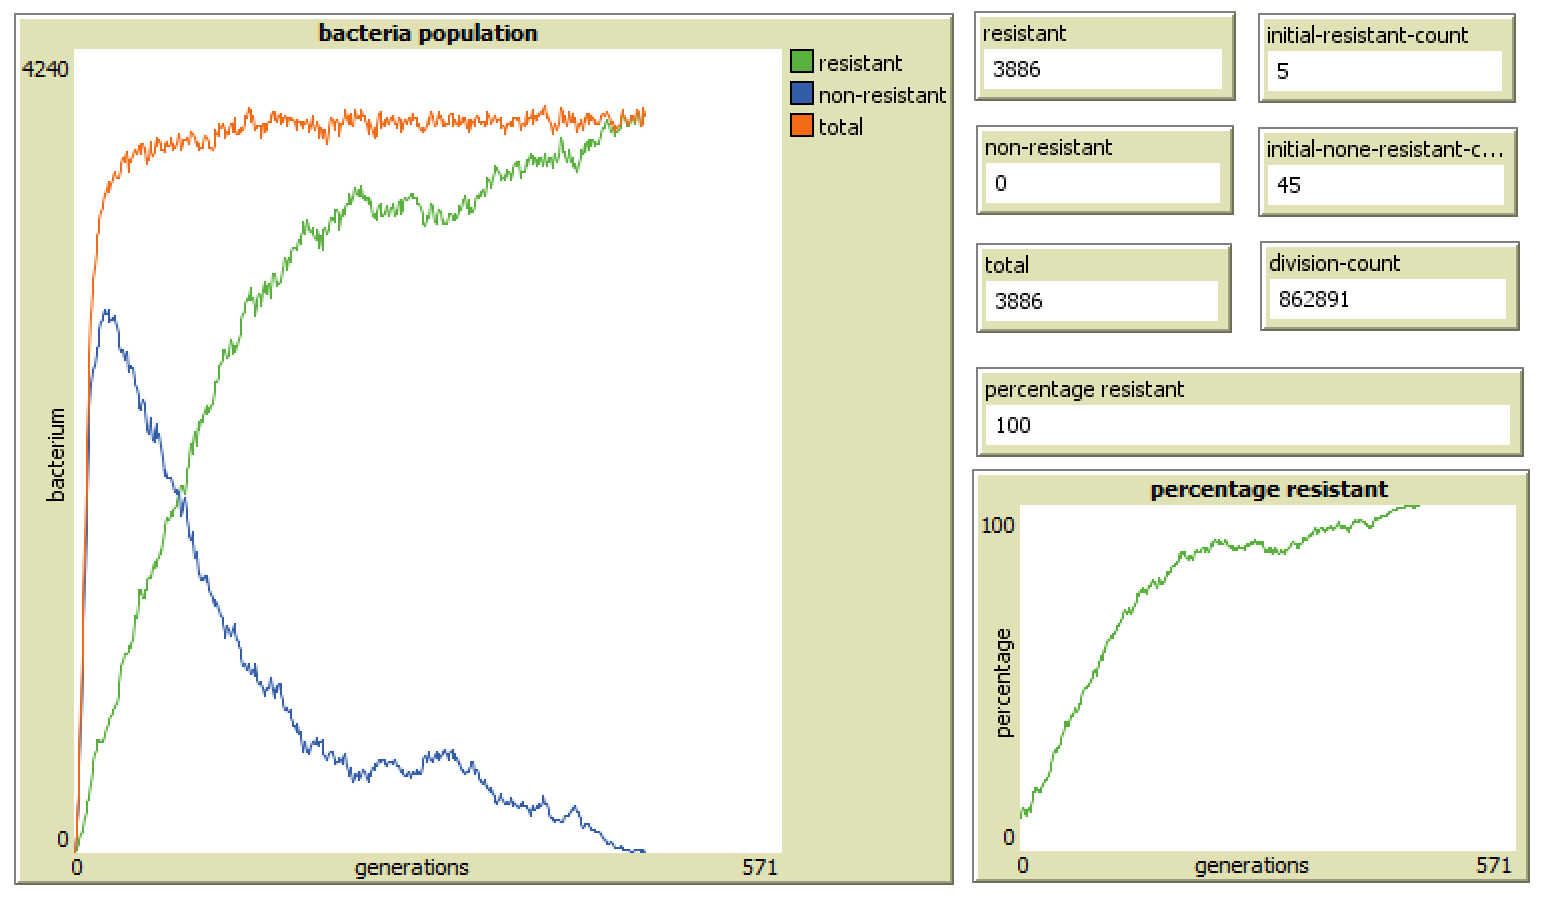 bacteria population
4240
bacterium
0
0
generations
571
resistant
non-resistant
total
resistant
3886
initial-resistant-count
5
non-resistant
0
initial-none-resistant-c...
45
total
3886
division-count
862891
percentage resistant
100
percentage resistant
100
percentage
0
0
generations
571